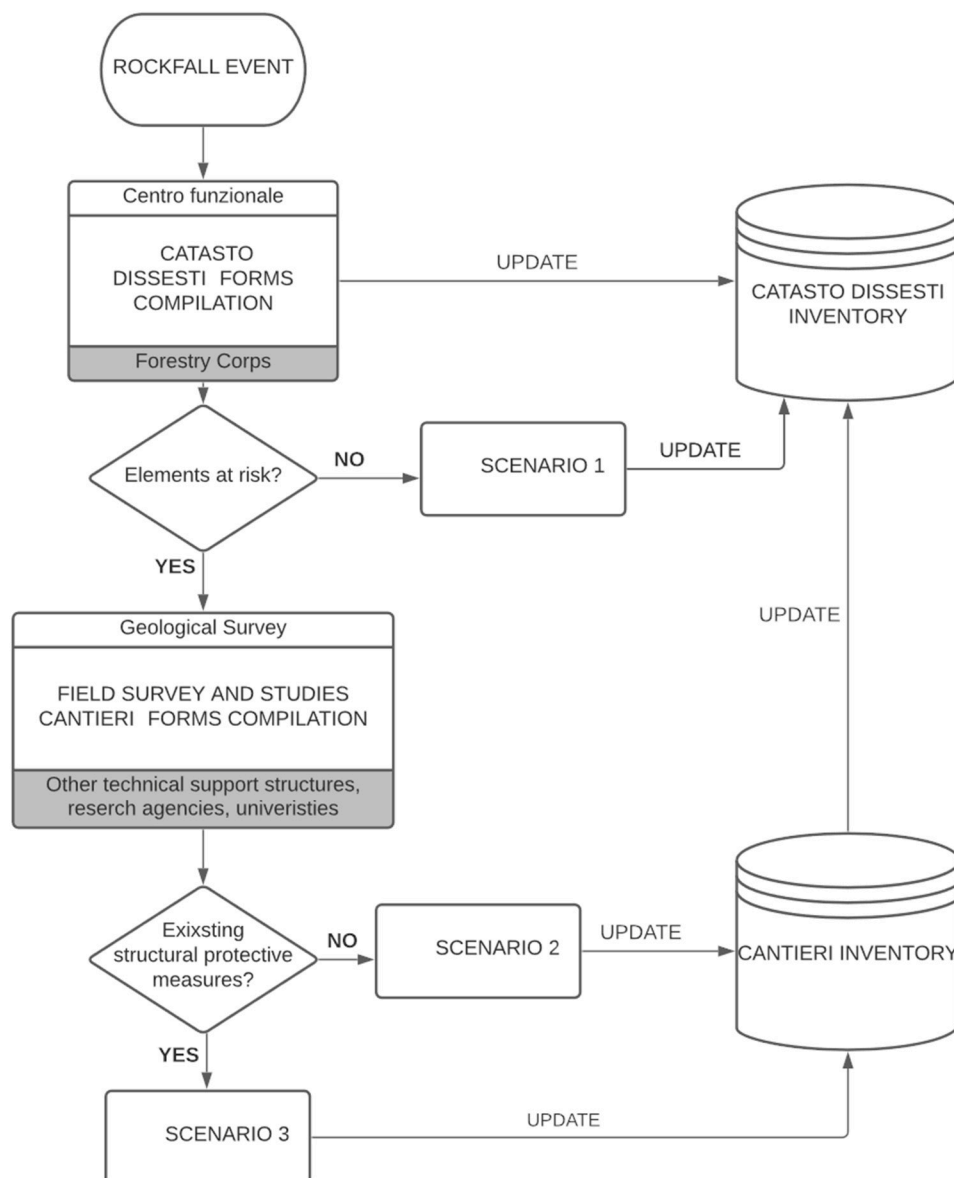 ROCKFALL EVENT
Centro funzionale
CATASTO
DISSESTI FORMS
COMPILATION
Forestry Corps
UPDATE
CATASTO DISSESTI
INVENTORY
Elements at risk?
NO
SCENARIO 1
UPDATE
YES
Geological Survey
FIELD SURVEY AND STUDIES
CANTIERI FORMS COMPILATION
Other technical support structures,
reserch agencies, univeristies
UPDATE
Exixsting
structural protective
measures?
NO
SCENARIO 2
UPDATE
CANTIERI INVENTORY
YES
SCENARIO 3
UPDATE